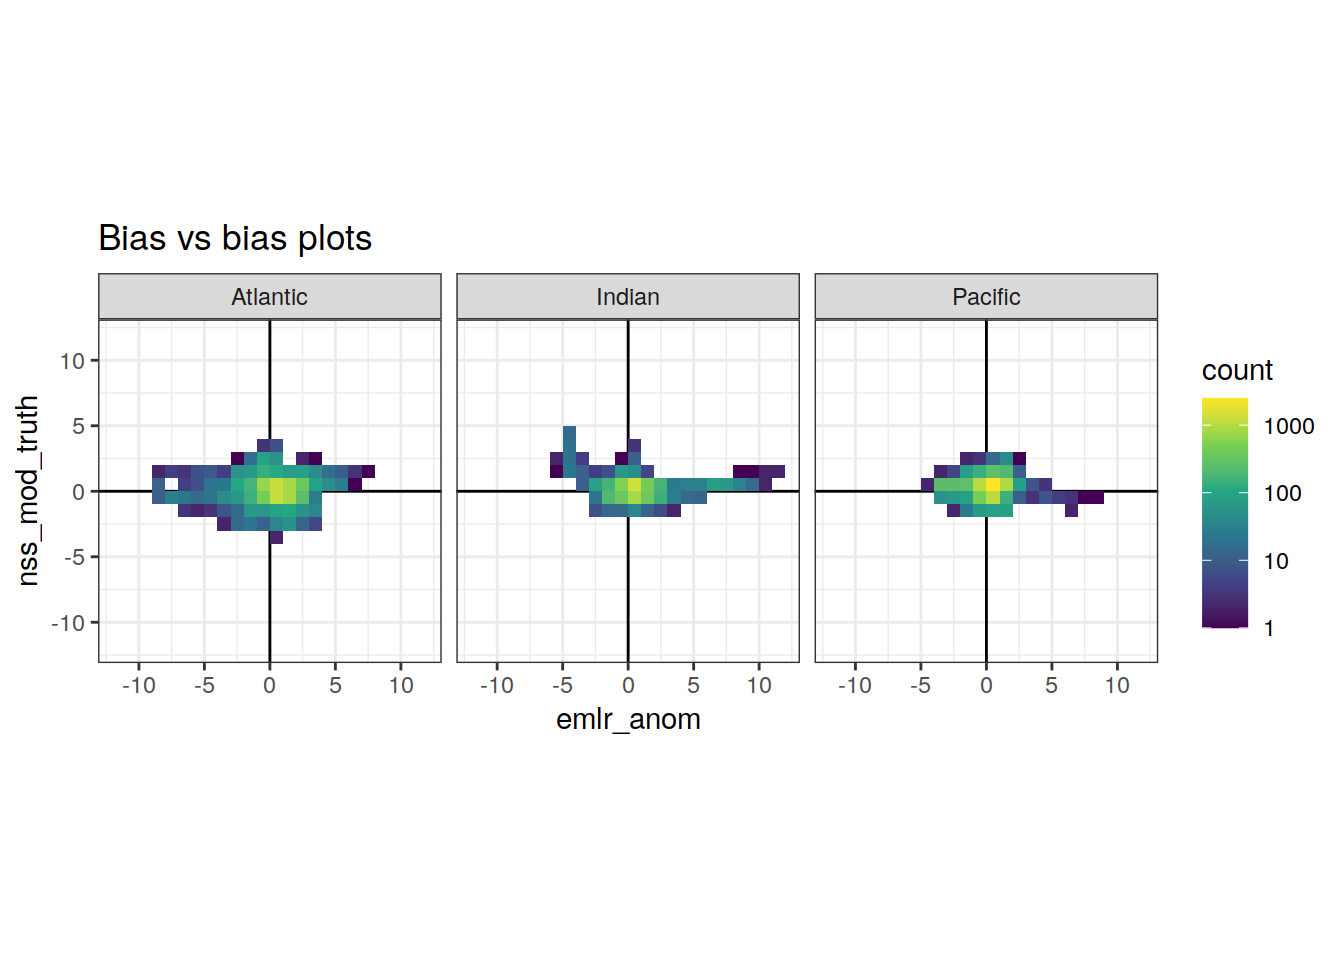 Bias vs bias plots
Atlantic Indian Pacific
nss_mod_truth
10
5
0
-5
-10
-10 -5 0 5 10 -10 -5 0 5 10 -10 -5 0 5 10
emlr_anom
count
1000
100
10
1